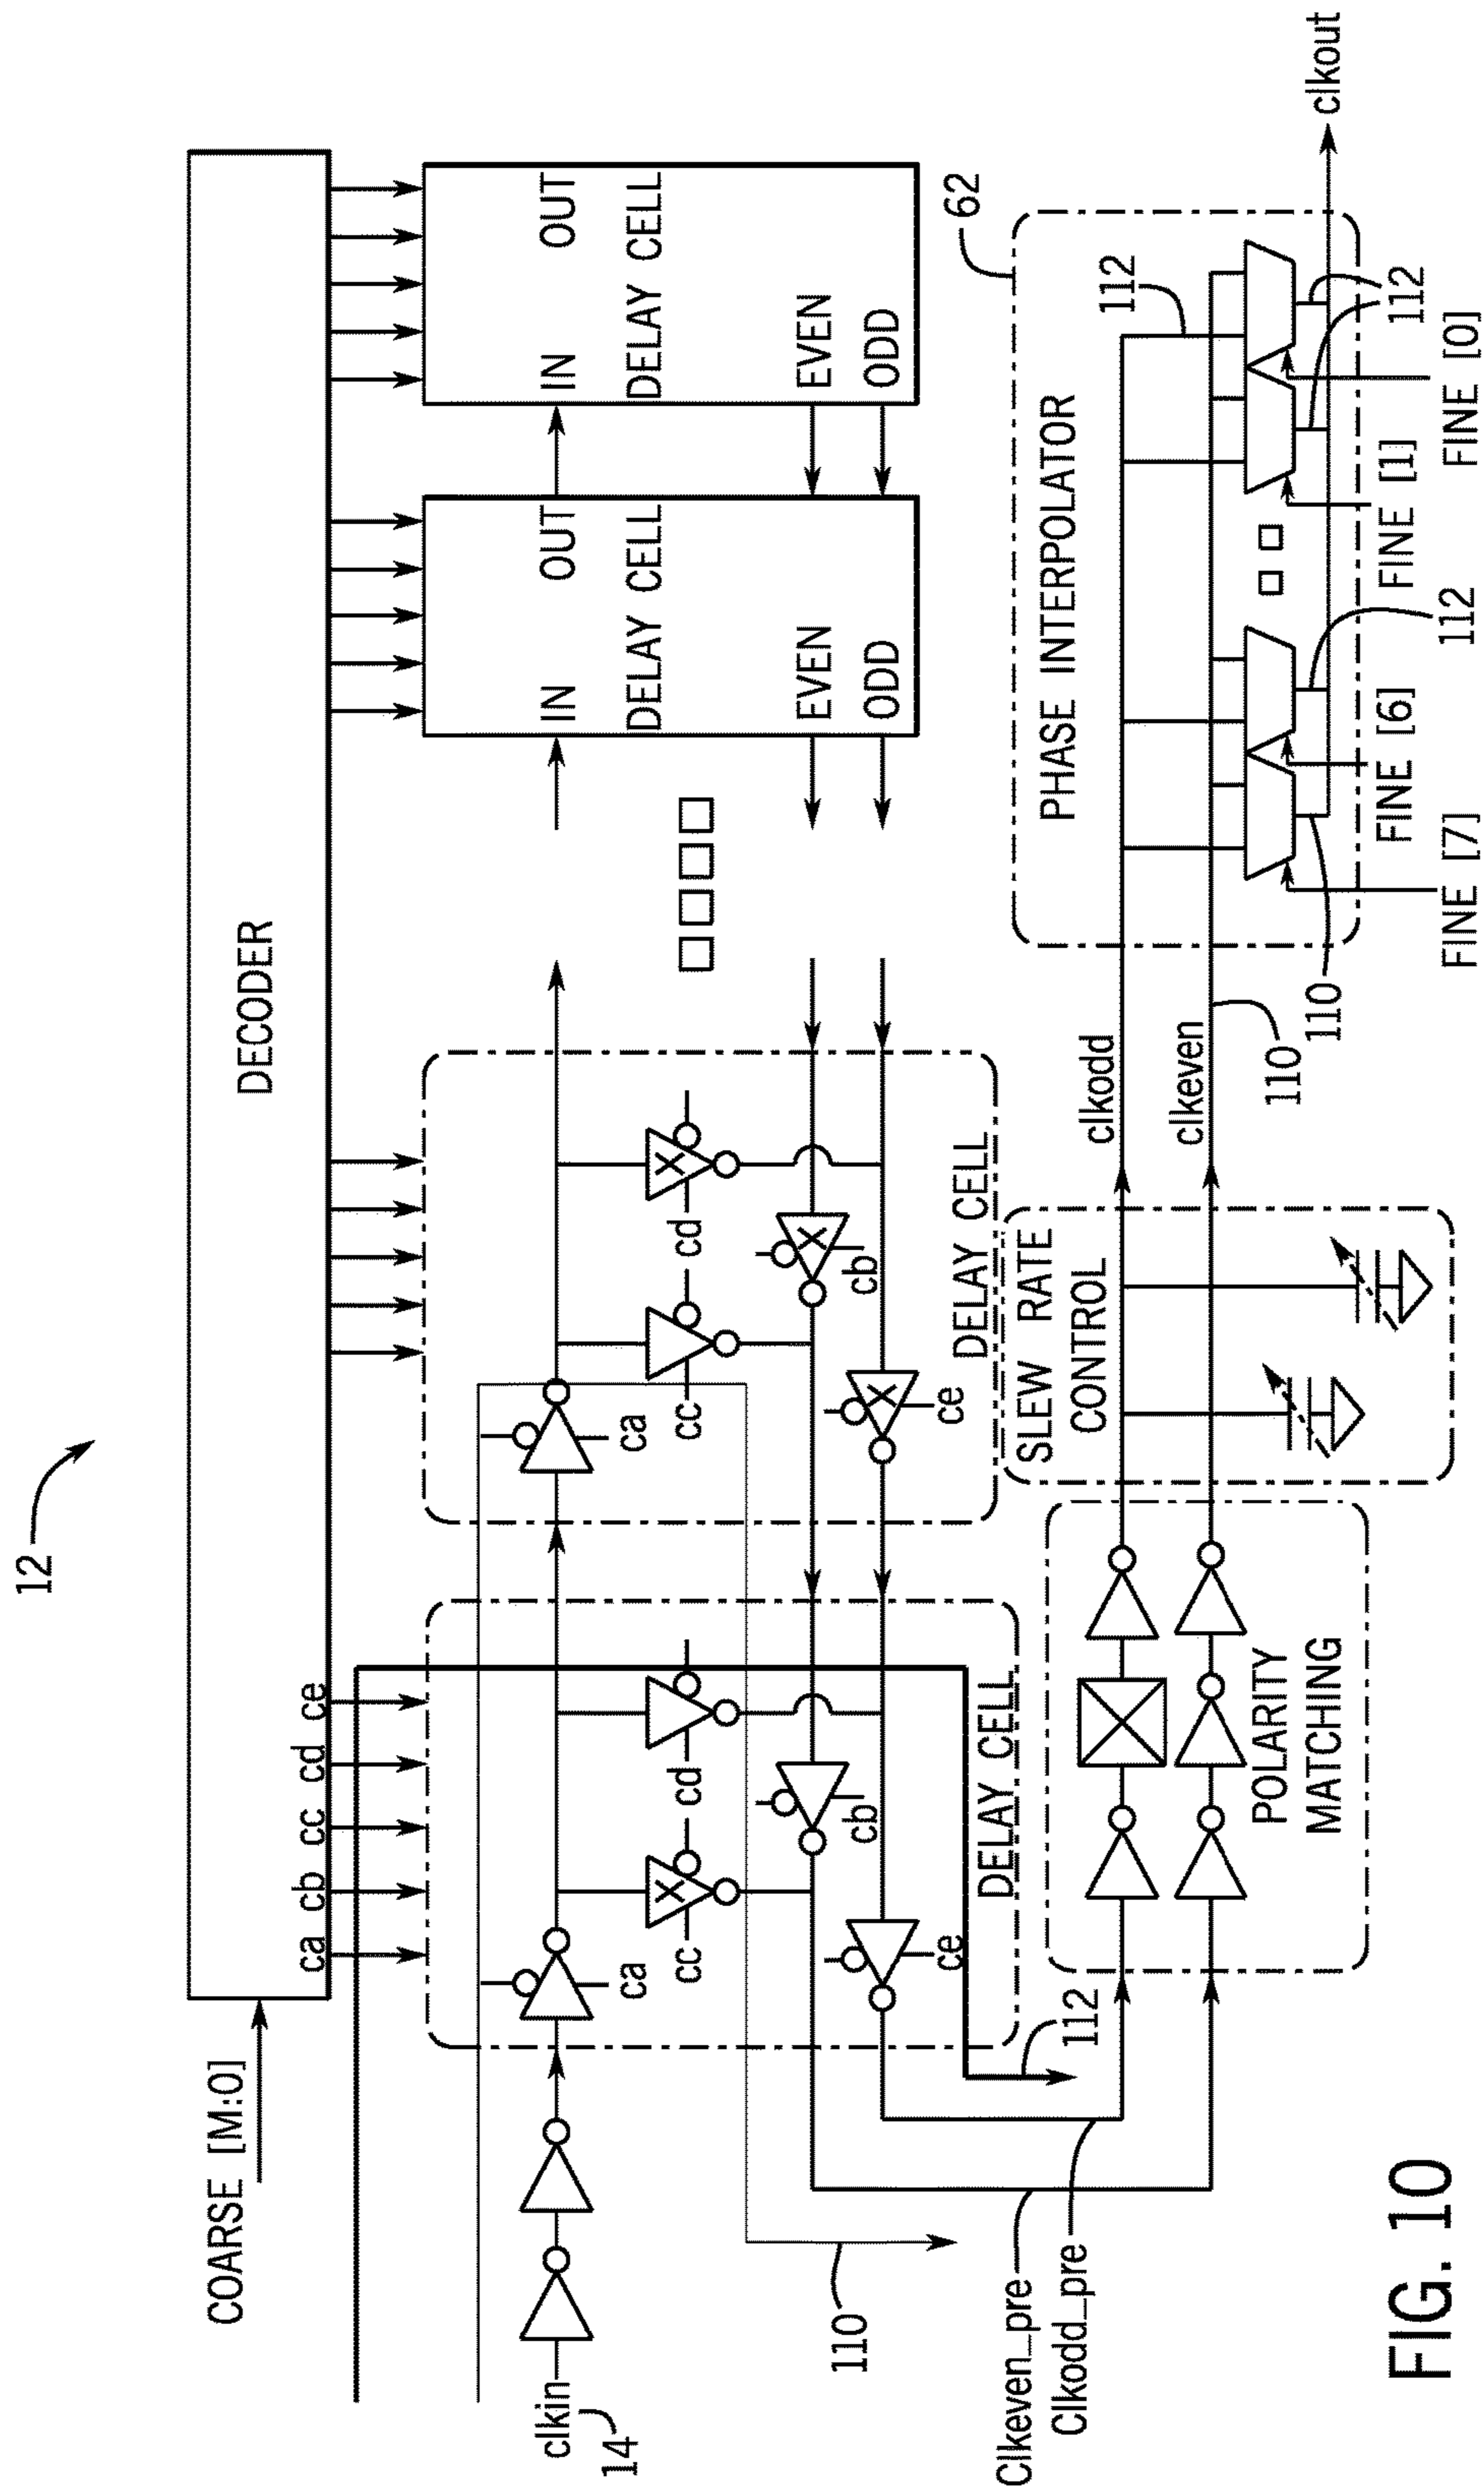 12
COARSE [M:0]
DECODER
ca cb cc cd ce
clkin
14
ca
cc
cd
cb
ce
DELAY CELL
ca
cc
cd
cb
ce
DELAY CELL
IN OUT
DELAY CELL
EVEN
ODD
IN OUT
DELAY CELL
EVEN
ODD
110
112
Clkeven_pre
Clkodd_pre
POLARITY
MATCHING
SLEW RATE
CONTROL
clkodd
clkeven
110
110
PHASE INTERPOLATOR
62
112
112
112
FINE [7]
FINE [6]
FINE [1]
FINE [0]
clkout
FIG. 10